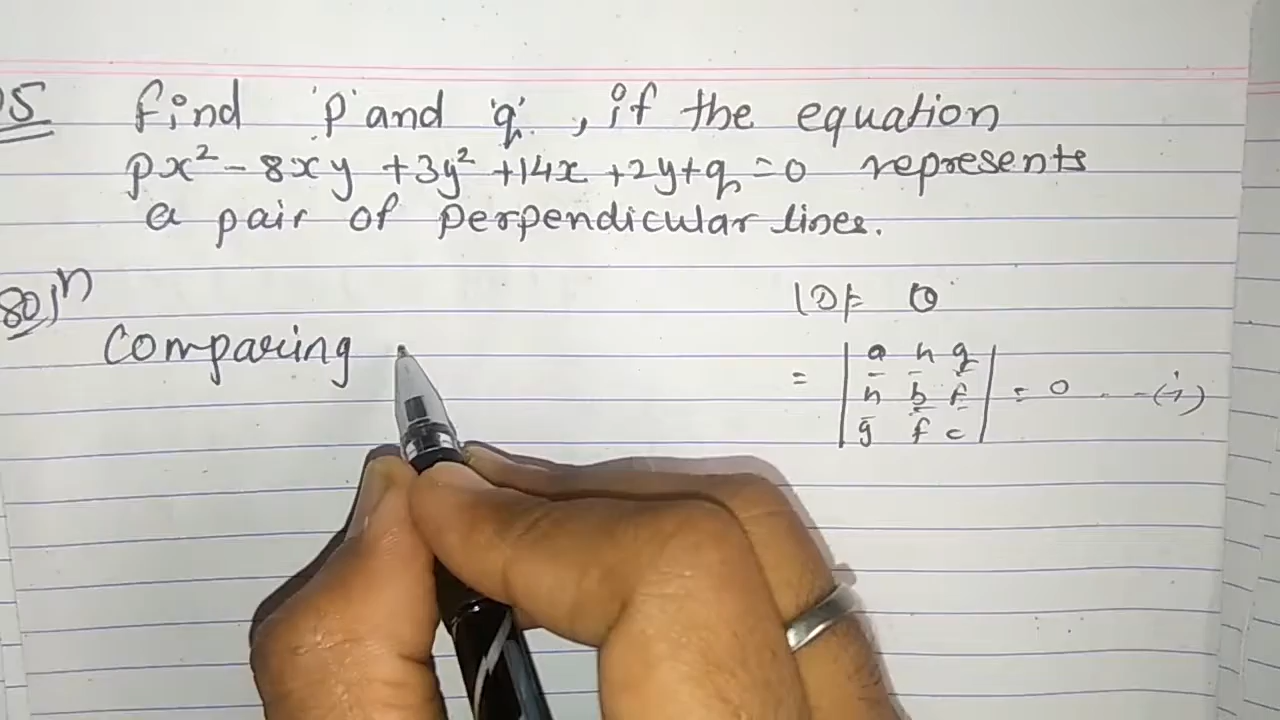 Q5 Find 'P' and 'q', if the equation
px² - 8xy + 3y² + 14x + 2y + q = 0 represents
a pair of perpendicular lines.
Solⁿ
Comparing
|D| = 0
= | a h g |
| h b f | = 0 --(i)
| g f c |